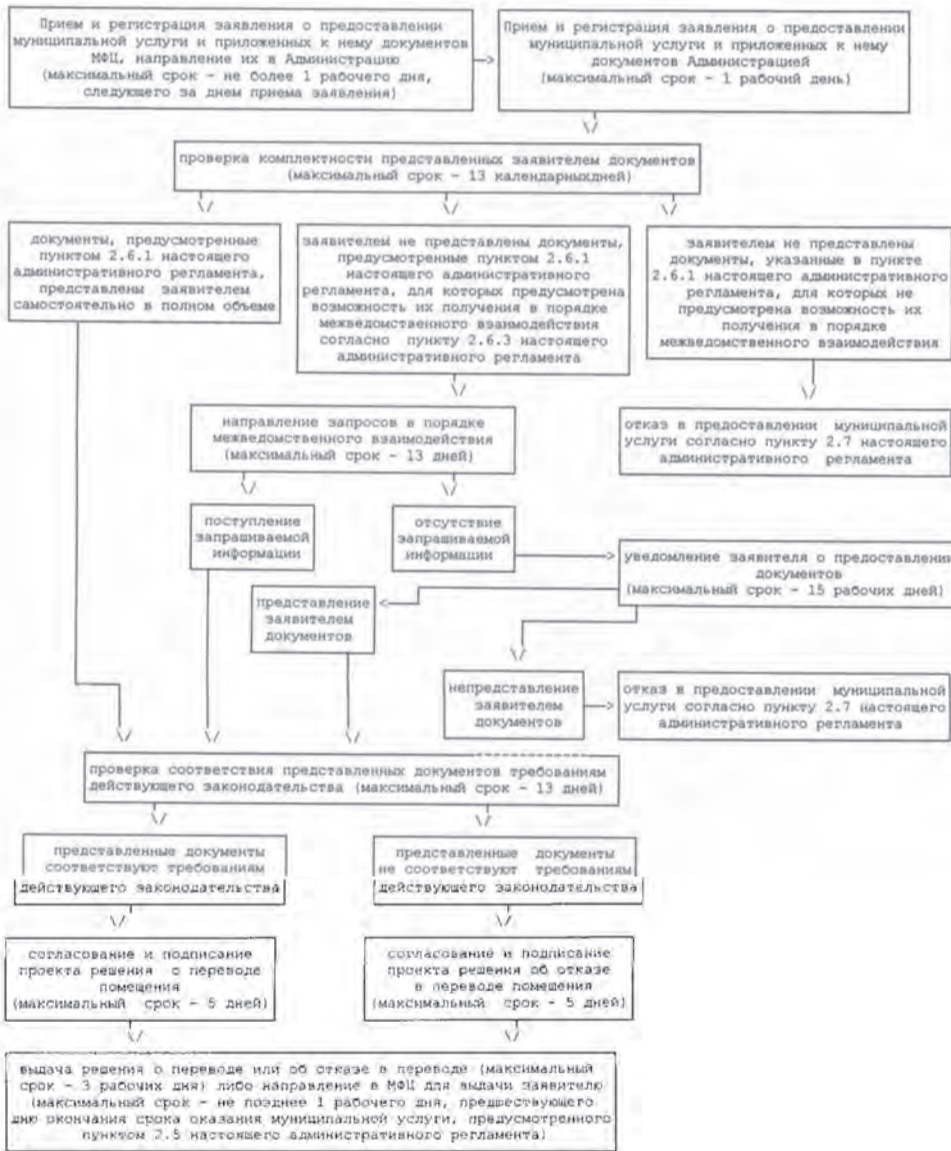 Прием и регистрация заявления о предоставлении
муниципальной услуги и приложенных к нему документов
МФЦ, направление их в Администрацию
(максимальный срок - не более 1 рабочего дня,
следующего за днем приема заявления)
Прием и регистрация заявления о предоставлении
муниципальной услуги и приложенных к нему
документов Администрацией
(максимальный срок - 1 рабочий день)
проверка комплектности представленных заявителем документов
(максимальный срок - 13 календарныхдней)
документы, предусмотренные
пунктом 2.6.1 настоящего
административного регламента,
представлены заявителем
самостоятельно в полном объеме
заявителем не представлены документы,
предусмотренные пунктом 2.6.1
настоящего административного
регламента, для которых предусмотрена
возможность их получения в порядке
межведомственного взаимодействия
согласно пункту 2.6.3 настоящего
административного регламента
заявителем не представлены
документы, указанные в пункте
2.6.1 настоящего административного
регламента, для которых не
предусмотрена возможность их
получения в порядке
межведомственного взаимодействия
направление запросов в порядке
межведомственного взаимодействия
(максимальный срок - 13 дней)
отказ в предоставлении муниципальной
услуги согласно пункту 2.7 настоящего
административного регламента
поступление
запрашиваемой
информации
отсутствие
запрашиваемой
информации
уведомление заявителя о предоставлении
документов
(максимальный срок - 15 рабочих дней)
представление
заявителем
документов
непредставление
заявителем
документов
отказ в предоставлении муниципальной
услуги согласно пункту 2.7 настоящего
административного регламента
проверка соответствия представленных документов требованиям
действующего законодательства (максимальный срок - 13 дней)
представленные документы
соответствуют требованиям
действующего законодательства
представленные документы
не соответствуют требованиям
действующего законодательства
согласование и подписание
проекта решения о переводе
помещения
(максимальный срок - 5 дней)
согласование и подписание
проекта решения об отказе
в переводе помещения
(максимальный срок - 5 дней)
выдача решения о переводе или об отказе в переводе (максимальный
срок - 3 рабочих дня) либо направление в МФЦ для выдачи заявителю
(максимальный срок - не позднее 1 рабочего дня, предшествующего
дню окончания срока оказания муниципальной услуги, предусмотренного
пунктом 2.5 настоящего административного регламента)